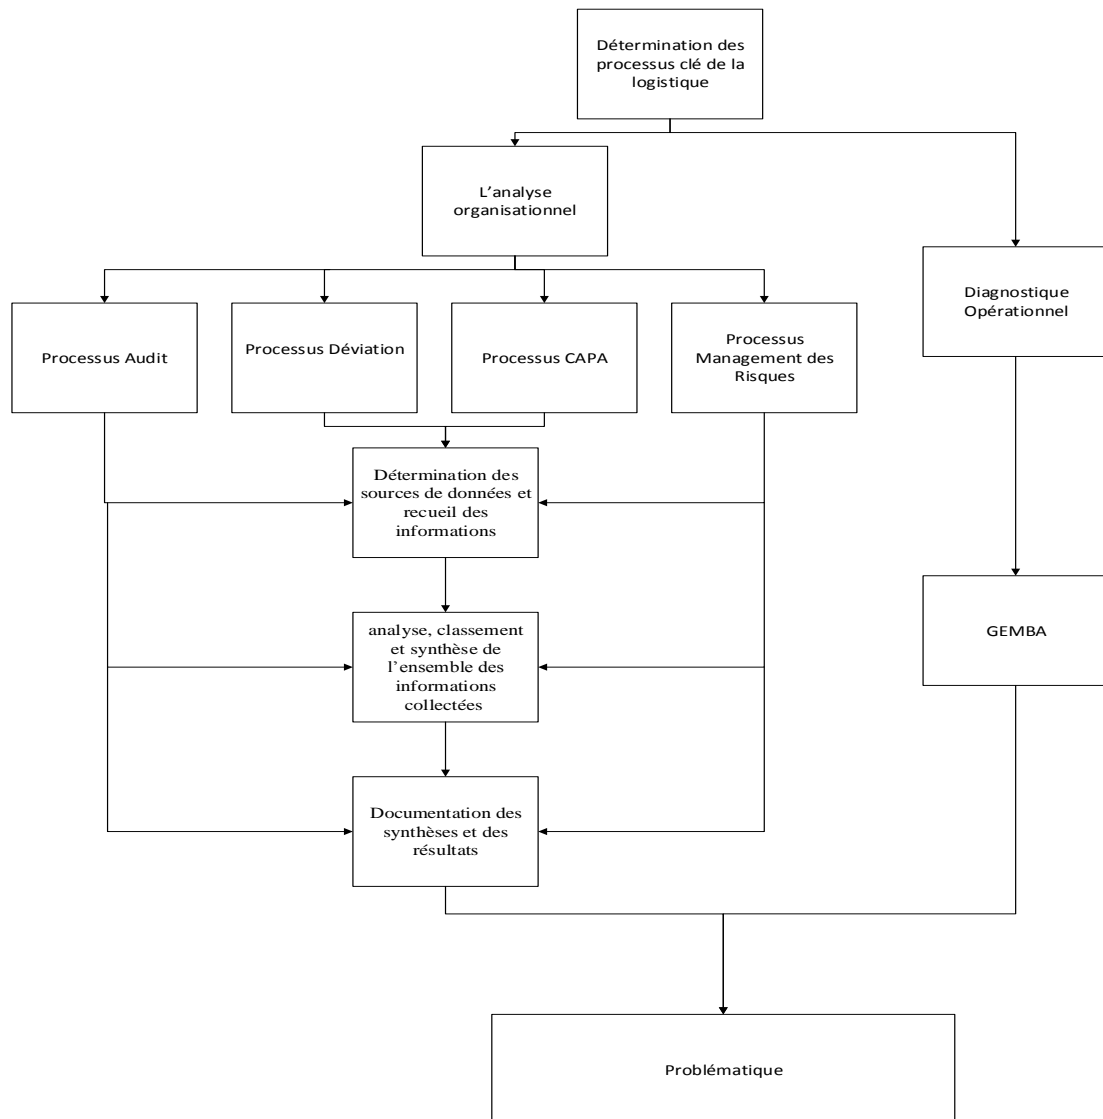 Détermination des
processus clé de la
logistique
L’analyse
organisationnel
Diagnostique
Opérationnel
Processus Audit
Processus Déviation
Processus CAPA
Processus
Management des
Risques
Détermination des
sources de données et
recueil des
informations
analyse, classement
et synthèse de
l’ensemble des
informations
collectées
GEMBA
Documentation des
synthèses et des
résultats
Problématique